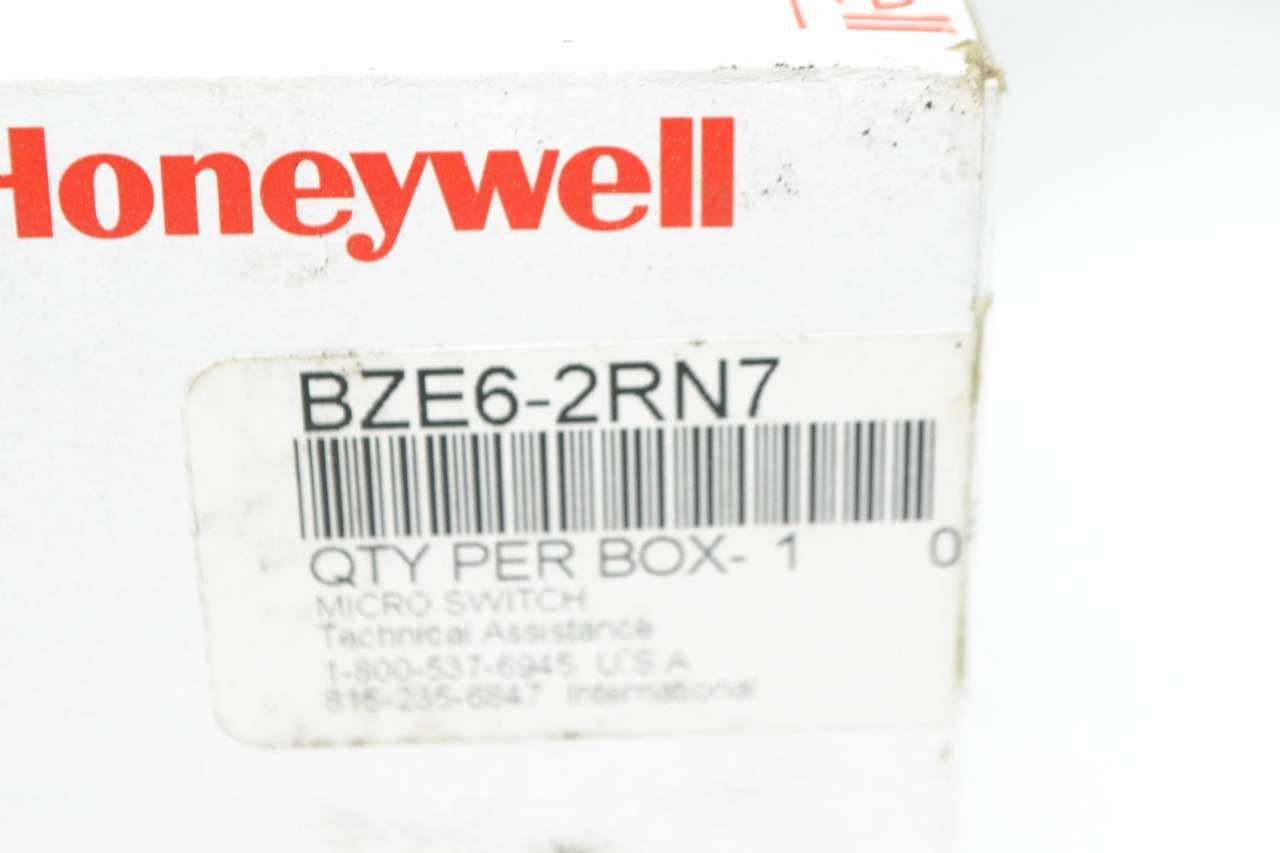 Honeywell
BZE6-2RN7
QTY PER BOX- 1 0
MICRO SWITCH
Technical Assistance
1-800-537-6945 U.S.A
815-235-6847 International